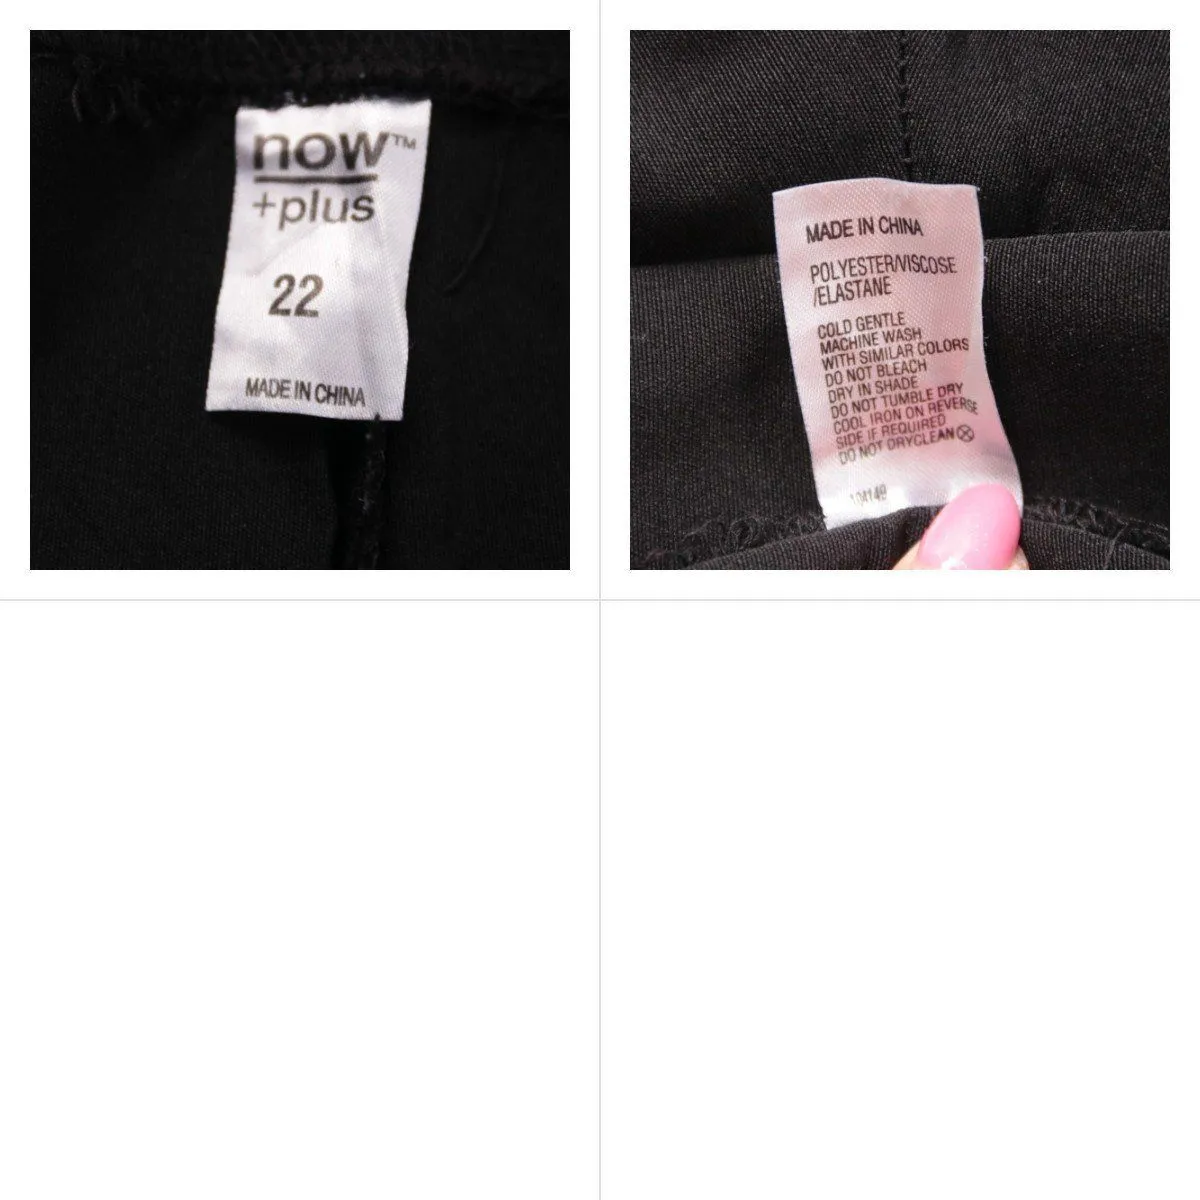 now™
+plus
22
MADE IN CHINA
MADE IN CHINA
POLYESTER/VISCOSE
/ELASTANE
COLD GENTLE
MACHINE WASH
WITH SIMILAR COLORS
DO NOT BLEACH
DRY IN SHADE
DO NOT TUMBLE DRY
COOL IRON ON REVERSE
SIDE IF REQUIRED
DO NOT DRYCLEAN